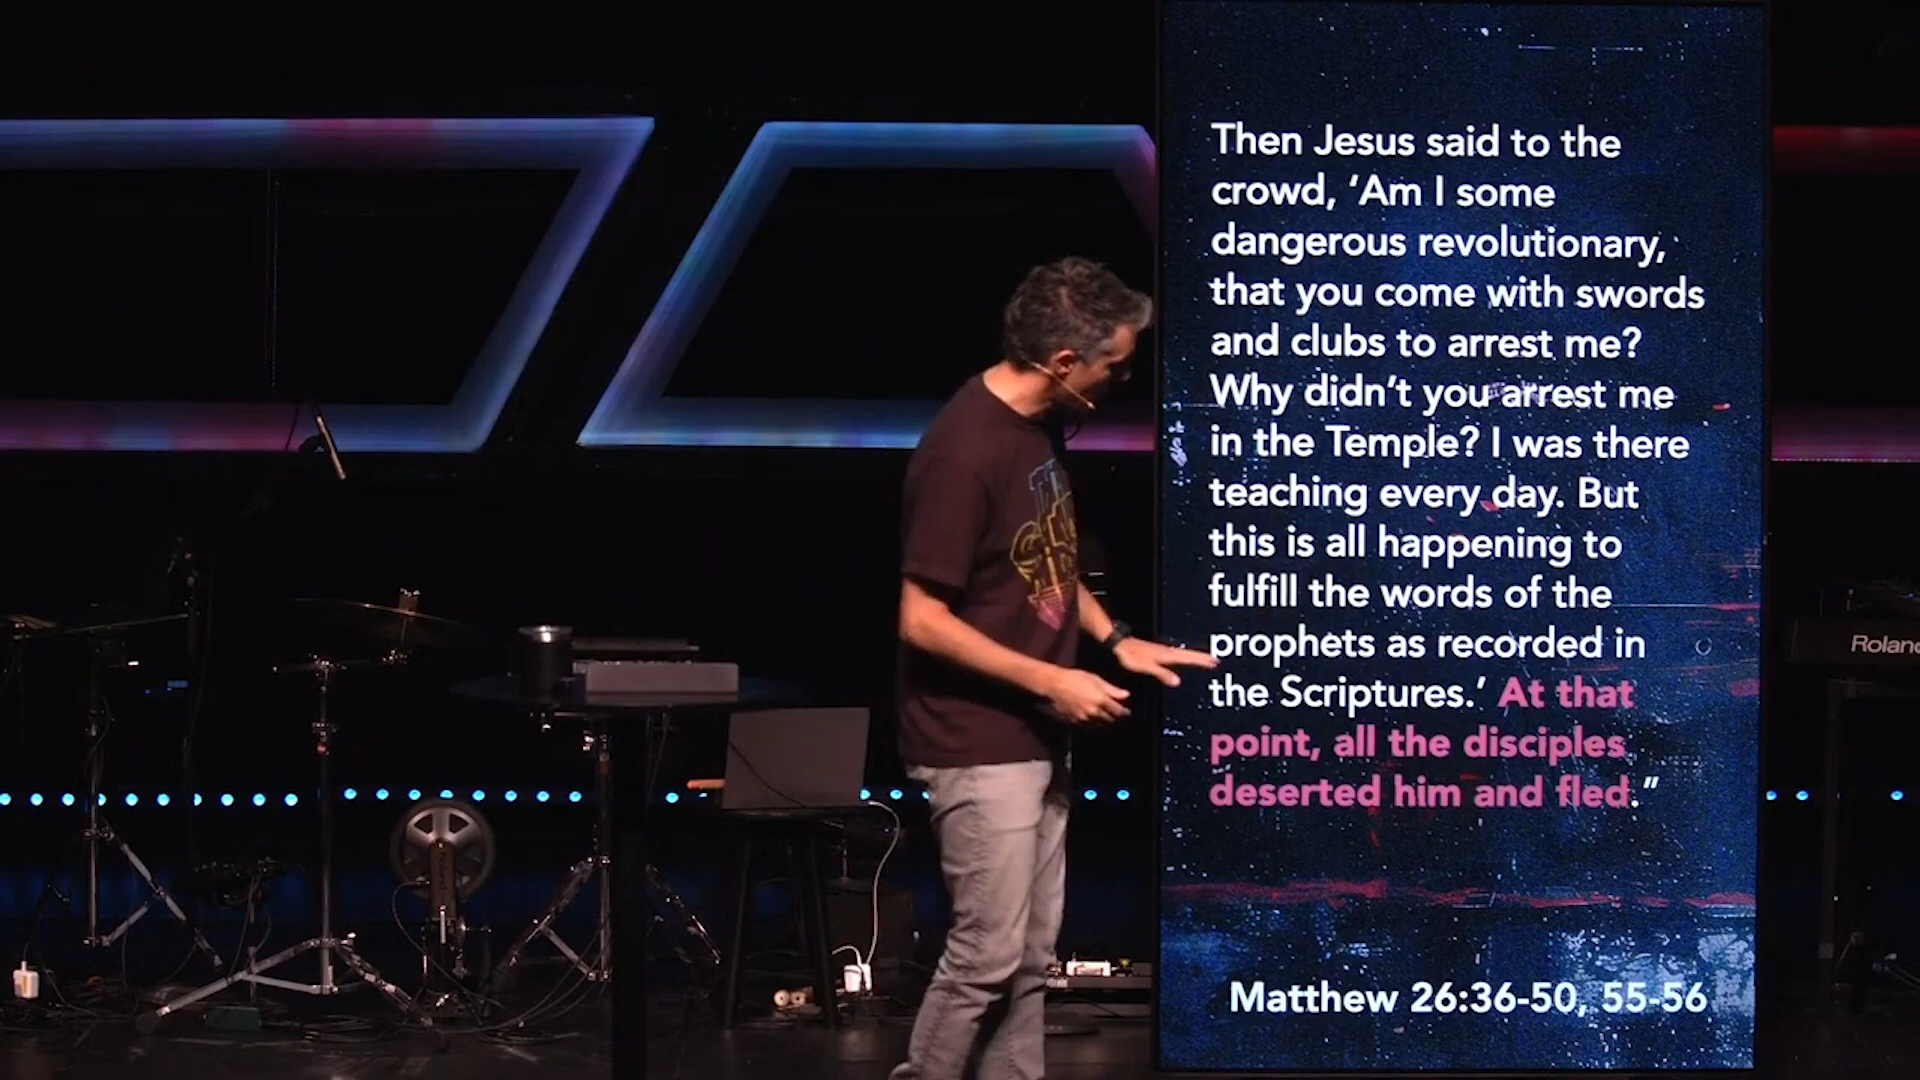 Then Jesus said to the
crowd, ‘Am I some
dangerous revolutionary,
that you come with swords
and clubs to arrest me?
Why didn’t you arrest me
in the Temple? I was there
teaching every day. But
this is all happening to
fulfill the words of the
prophets as recorded in
the Scriptures.’ At that
point, all the disciples
deserted him and fled.”
Matthew 26:36-50, 55-56
Roland